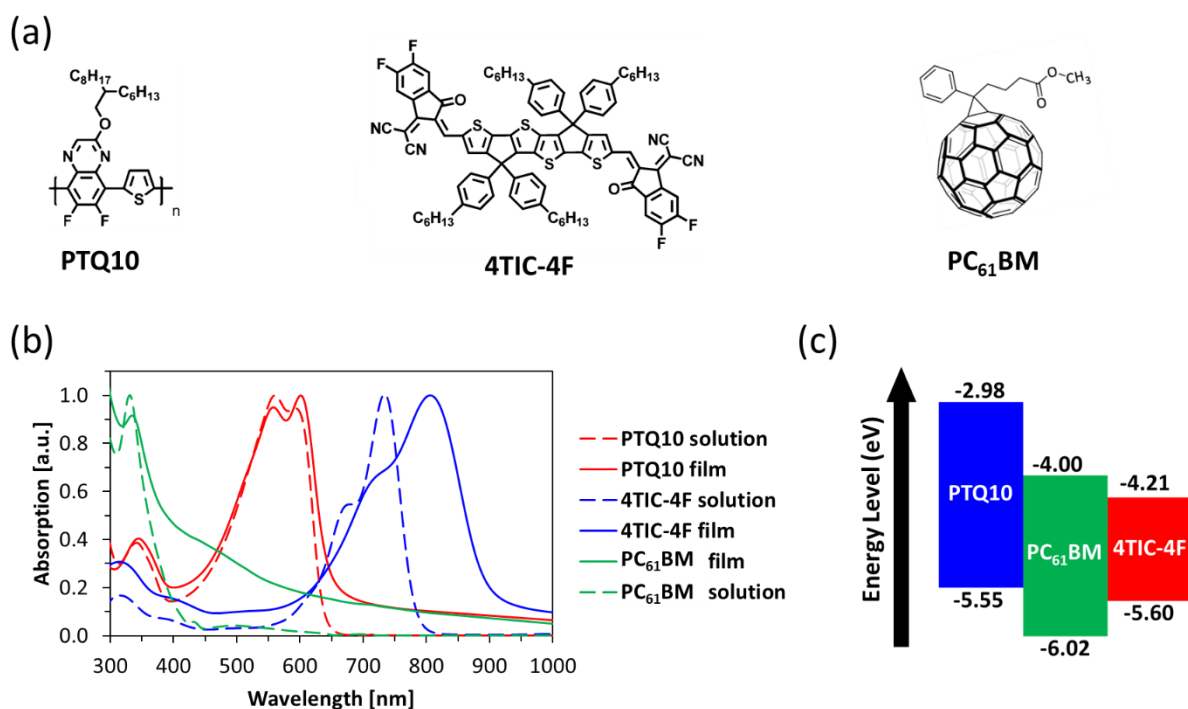 (a)
C8H17
C6H13
O
N
N
F
F
S
n
PTQ10
F
F
O
CN
CN
S
S
S
S
C6H13
C6H13
C6H13
C6H13
CN
CN
O
F
F
4TIC-4F
O
CH3
O
PC61BM
(b)
Absorption [a.u.]
1.0
0.8
0.6
0.4
0.2
0.0
300 400 500 600 700 800 900 1000
Wavelength [nm]
PTQ10 solution
PTQ10 film
4TIC-4F solution
4TIC-4F film
PC61BM film
PC61BM solution
(c)
Energy Level (eV)
-2.98
PTQ10
-5.55
-4.00
PC61BM
-6.02
-4.21
4TIC-4F
-5.60